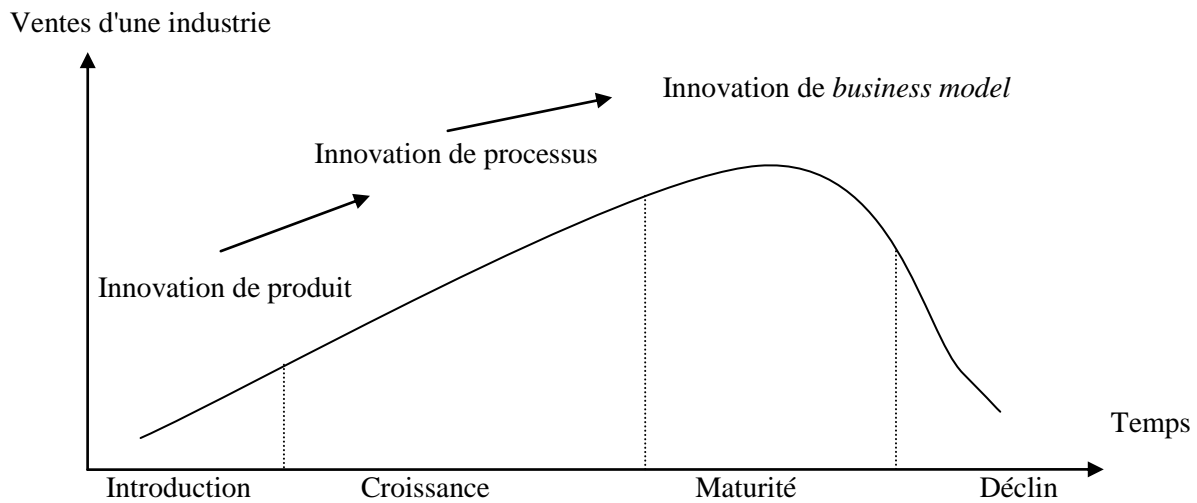 Ventes d'une industrie
Innovation de business model
Innovation de processus
Innovation de produit
Temps
Introduction
Croissance
Maturité
Déclin